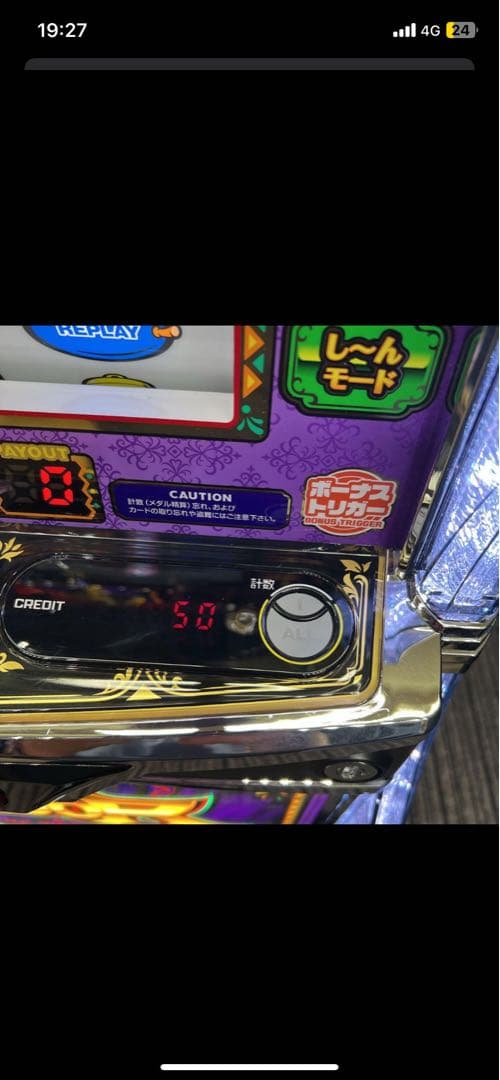 19:27
4G
24
REPLAY
し〜ん
モード
PAYOUT
0
CAUTION
計数(メダル精算)忘れ、および
カードの取り忘れや盗難にはご注意下さい。
ボーナス
トリガー
BONUS TRIGGER
CREDIT
50
計数